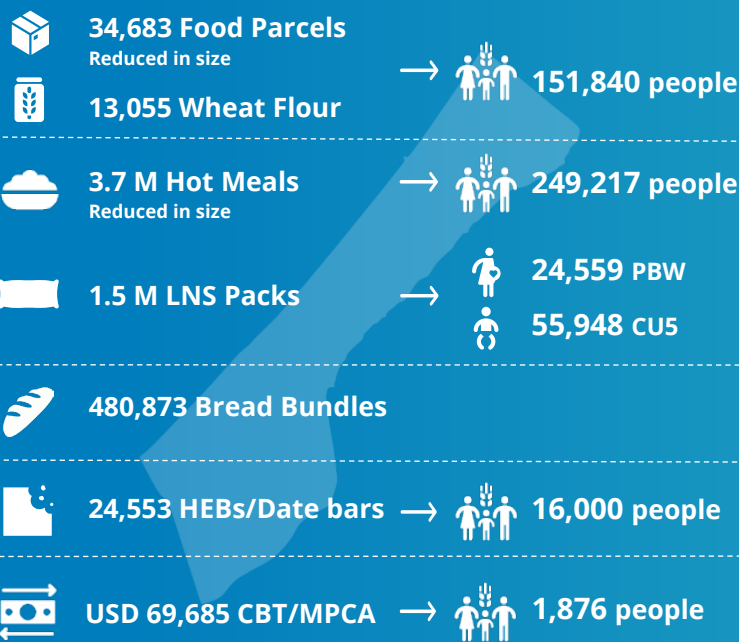 34,683 Food Parcels
Reduced in size
13,055 Wheat Flour
151,840 people
3.7 M Hot Meals
Reduced in size
249,217 people
1.5 M LNS Packs
24,559 PBW
55,948 CU5
480,873 Bread Bundles
24,553 HEBs/Date bars
16,000 people
USD 69,685 CBT/MPCA
1,876 people